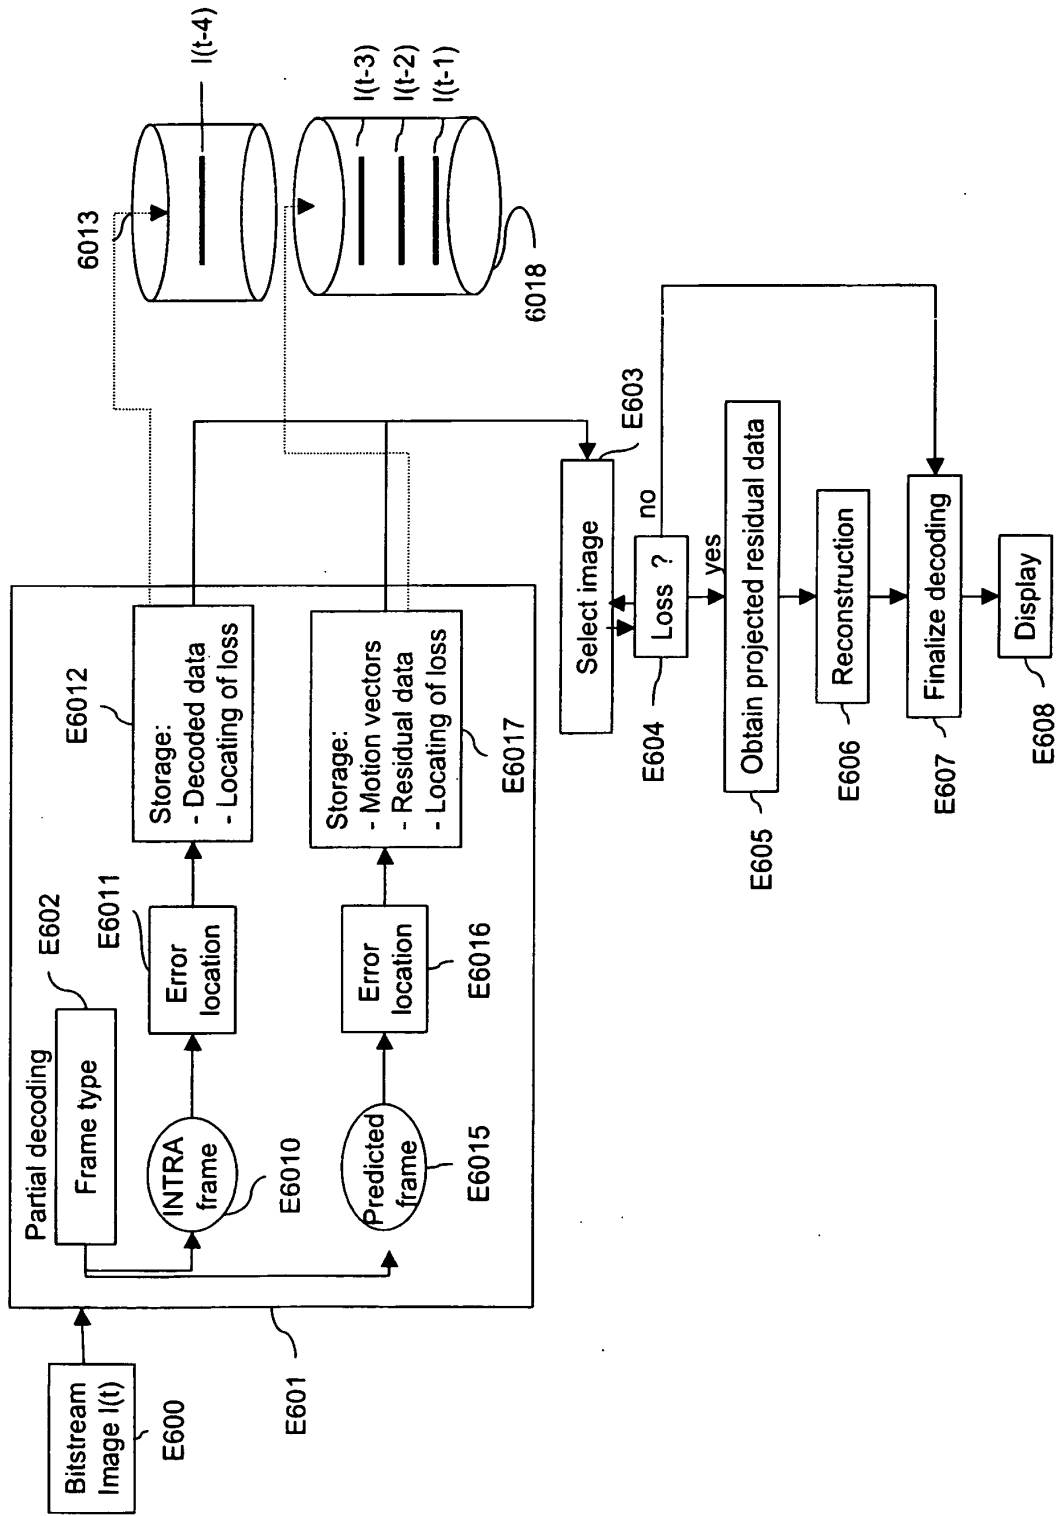 Bitstream
Image I(t)
E600
E601
Partial decoding
Frame type
E602
INTRA
frame
E6010
Error
location
E6011
Storage:
- Decoded data
- Locating of loss
E6012
Predicted
frame
E6015
Error
location
E6016
Storage:
- Motion vectors
- Residual data
- Locating of loss
E6017
6013
I(t-4)
I(t-3)
I(t-2)
I(t-1)
6018
Select image
E603
Loss ?
E604
no
yes
Obtain projected residual data
E605
Reconstruction
E606
Finalize decoding
E607
Display
E608